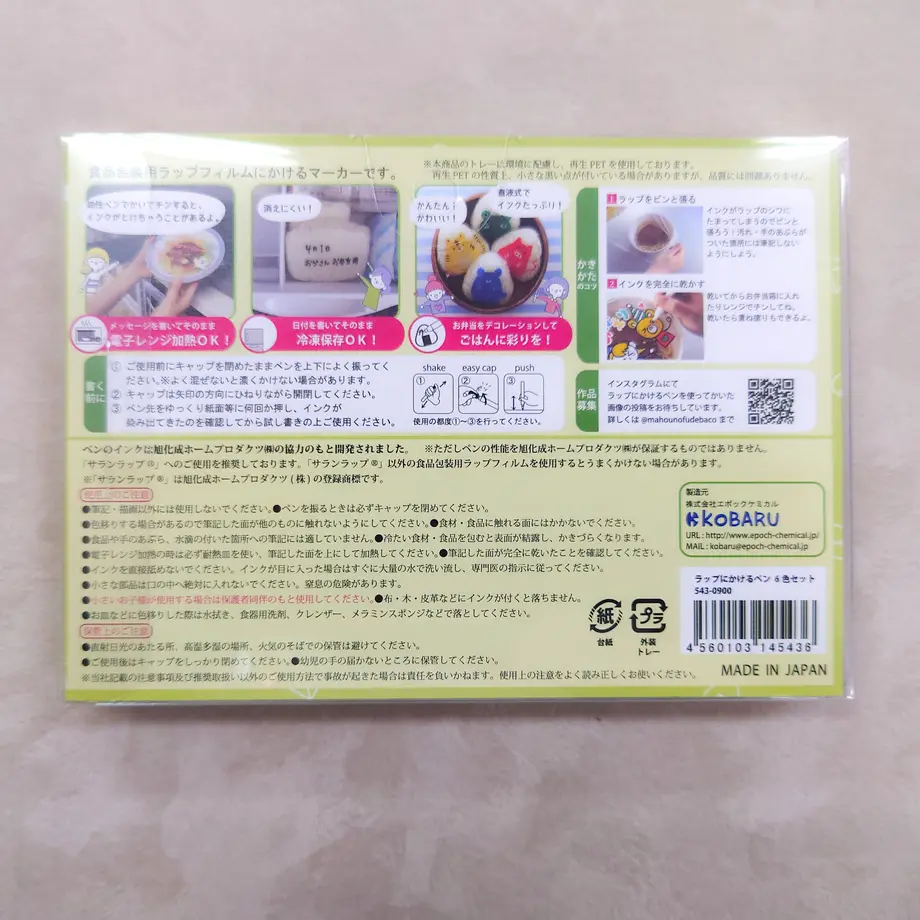 食品包装用ラップフィルムにかけるマーカーです。
※本商品のトレーに環境に配慮し、再生PETを使用しております。
再生PETの性質上、小さな黒い点が付いている場合がありますが、品質には問題ありません。
油性ペンでかいてチンすると、
インクがとけちゃうことがあるよ。
メッセージを書いてそのまま
電子レンジ加熱OK!
消えにくい!
お父さん お夜食用
日付を書いてそのまま
冷凍保存OK!
かんたん!
かわいい!
直液式で
インクたっぷり!
お弁当をデコレーションして
ごはんに彩りを!
かきかたのコツ
1 ラップをピンと張る
インクがラップのシワに
たまってしまうのでピンと
張ろう!汚れ・手のあぶらが
ついた箇所には筆記しない
ようにしよう。
2 インクを完全に乾かす
乾いてからお弁当箱に入れ
たりレンジでチンしてね。
乾いたら重ね塗りもできるよ。
書く前に
① ご使用前にキャップを閉めたままペンを上下によく振ってく
ださい。※よく混ぜないと濃くかけない場合があります。
② キャップは矢印の方向にひねりながら開閉してください。
③ ペン先をゆっくり紙面等に何回か押し、インクが
染み出てきたのを確認してから試し書きの上ご使用ください。
shake easy cap push
① ② ③
使用の都度①~③を行ってください。
作品募集
インスタグラムにて
ラップにかけるペンを使ってかいた
画像の投稿をお待ちしています。
詳しくは @mahounofudebaco まで
ペンのインクは旭化成ホームプロダクツ㈱の協力のもと開発されました。 ※ただしペンの性能を旭化成ホームプロダクツ㈱が保証するものではありません。
「サランラップ®」へのご使用を推奨しております。「サランラップ®」以外の食品包装用ラップフィルムを使用するとうまくかけない場合があります。
※「サランラップ®」は旭化成ホームプロダクツ(株)の登録商標です。
使用上のご注意
●筆記・描画以外には使用しないでください。●ペンを振るときは必ずキャップを閉めてください。
●色移りする場合があるので筆記した面が他のものに触れないようにしてください。●食材・食品に触れる面にはかかないでください。
●食品や手のあぶら、水滴の付いた箇所への筆記には適していません。●冷たい食材・食品を包むと表面が結露し、かきづらくなります。
●電子レンジ加熱の時は必ず耐熱皿を使い、筆記した面を上にして加熱してください。●筆記した面が完全に乾いたことを確認してください。
●インクを直接舐めないでください。インクが目に入った場合はすぐに大量の水で洗い流し、専門医の指示に従ってください。
●小さな部品は口の中へ絶対に入れないでください。窒息の危険があります。
●小さいお子様が使用する場合は保護者同伴のもと使用してください。●布・木・皮革などにインクが付くと落ちません。
●お皿などに色移りした際は水拭き、食器用洗剤、クレンザー、メラミンスポンジなどで落としてください。
保管上のご注意
●直射日光のあたる所、高温多湿の場所、火気のそばでの保管は避けてください。
●ご使用後はキャップをしっかり閉めてください。●幼児の手の届かないところに保管してください。
※当社記載の注意事項及び推奨取扱い以外のご使用方法で事故が起きた場合は責任を負いかねます。使用上の注意をよく読み正しくお使いください。
製造元
株式会社エポックケミカル
KOBARU
URL : http://www.epoch-chemical.jp/
MAIL : kobaru@epoch-chemical.jp
紙
台紙
プラ
外装
トレー
ラップにかけるペン 6色セット
543-0900
4 560103 145436
MADE IN JAPAN